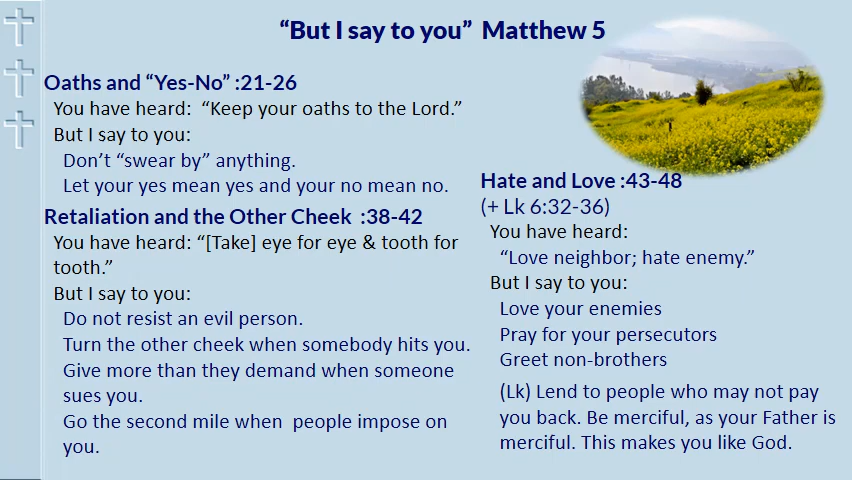 “But I say to you”  Matthew 5
Oaths and “Yes-No” :21-26
You have heard:  “Keep your oaths to the Lord.”
But I say to you:
Don’t “swear by” anything.
Let your yes mean yes and your no mean no.
Retaliation and the Other Cheek  :38-42
You have heard: “[Take] eye for eye & tooth for
tooth.”
But I say to you:
Do not resist an evil person.
Turn the other cheek when somebody hits you.
Give more than they demand when someone
sues you.
Go the second mile when  people impose on
you.
Hate and Love :43-48
(+ Lk 6:32-36)
You have heard:
“Love neighbor; hate enemy.”
But I say to you:
Love your enemies
Pray for your persecutors
Greet non-brothers
(Lk) Lend to people who may not pay
you back. Be merciful, as your Father is
merciful. This makes you like God.